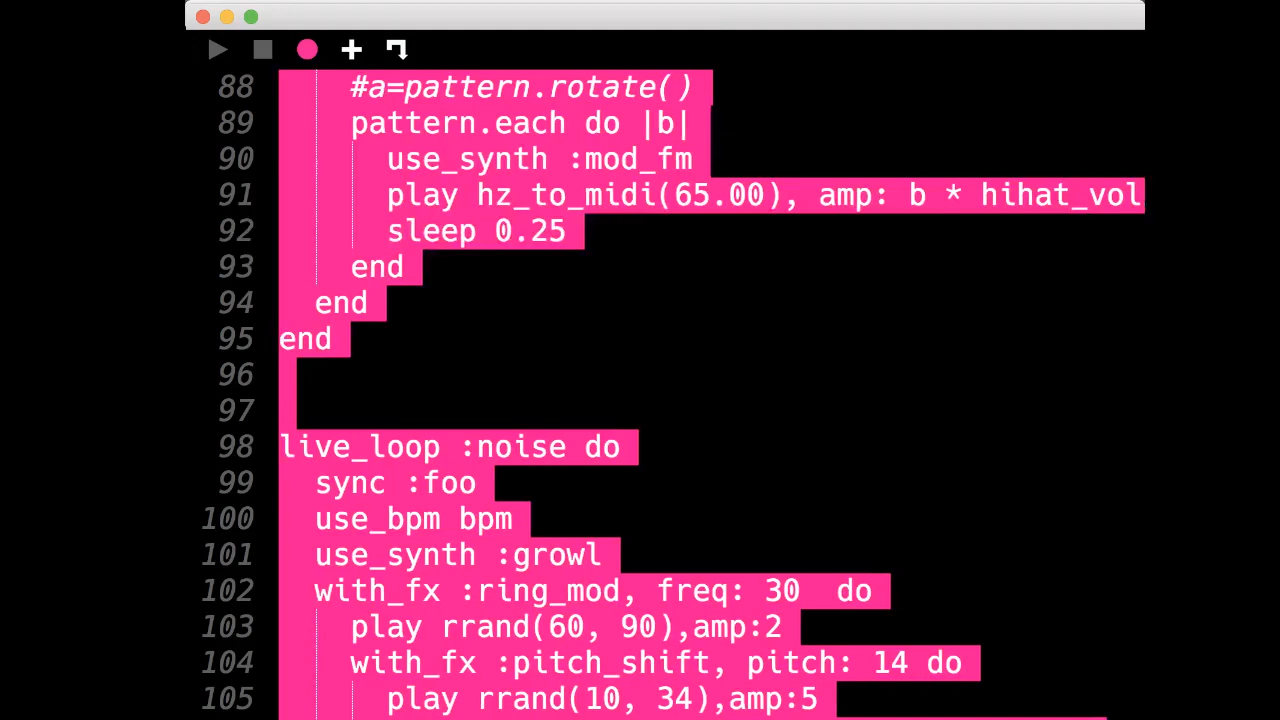 88 #a=pattern.rotate()
89 pattern.each do |b|
90 use_synth :mod_fm
91 play hz_to_midi(65.00), amp: b * hihat_vol
92 sleep 0.25
93 end
94 end
95 end
96
97
98 live_loop :noise do
99 sync :foo
100 use_bpm bpm
101 use_synth :growl
102 with_fx :ring_mod, freq: 30  do
103 play rrand(60, 90),amp:2
104 with_fx :pitch_shift, pitch: 14 do
105 play rrand(10, 34),amp:5